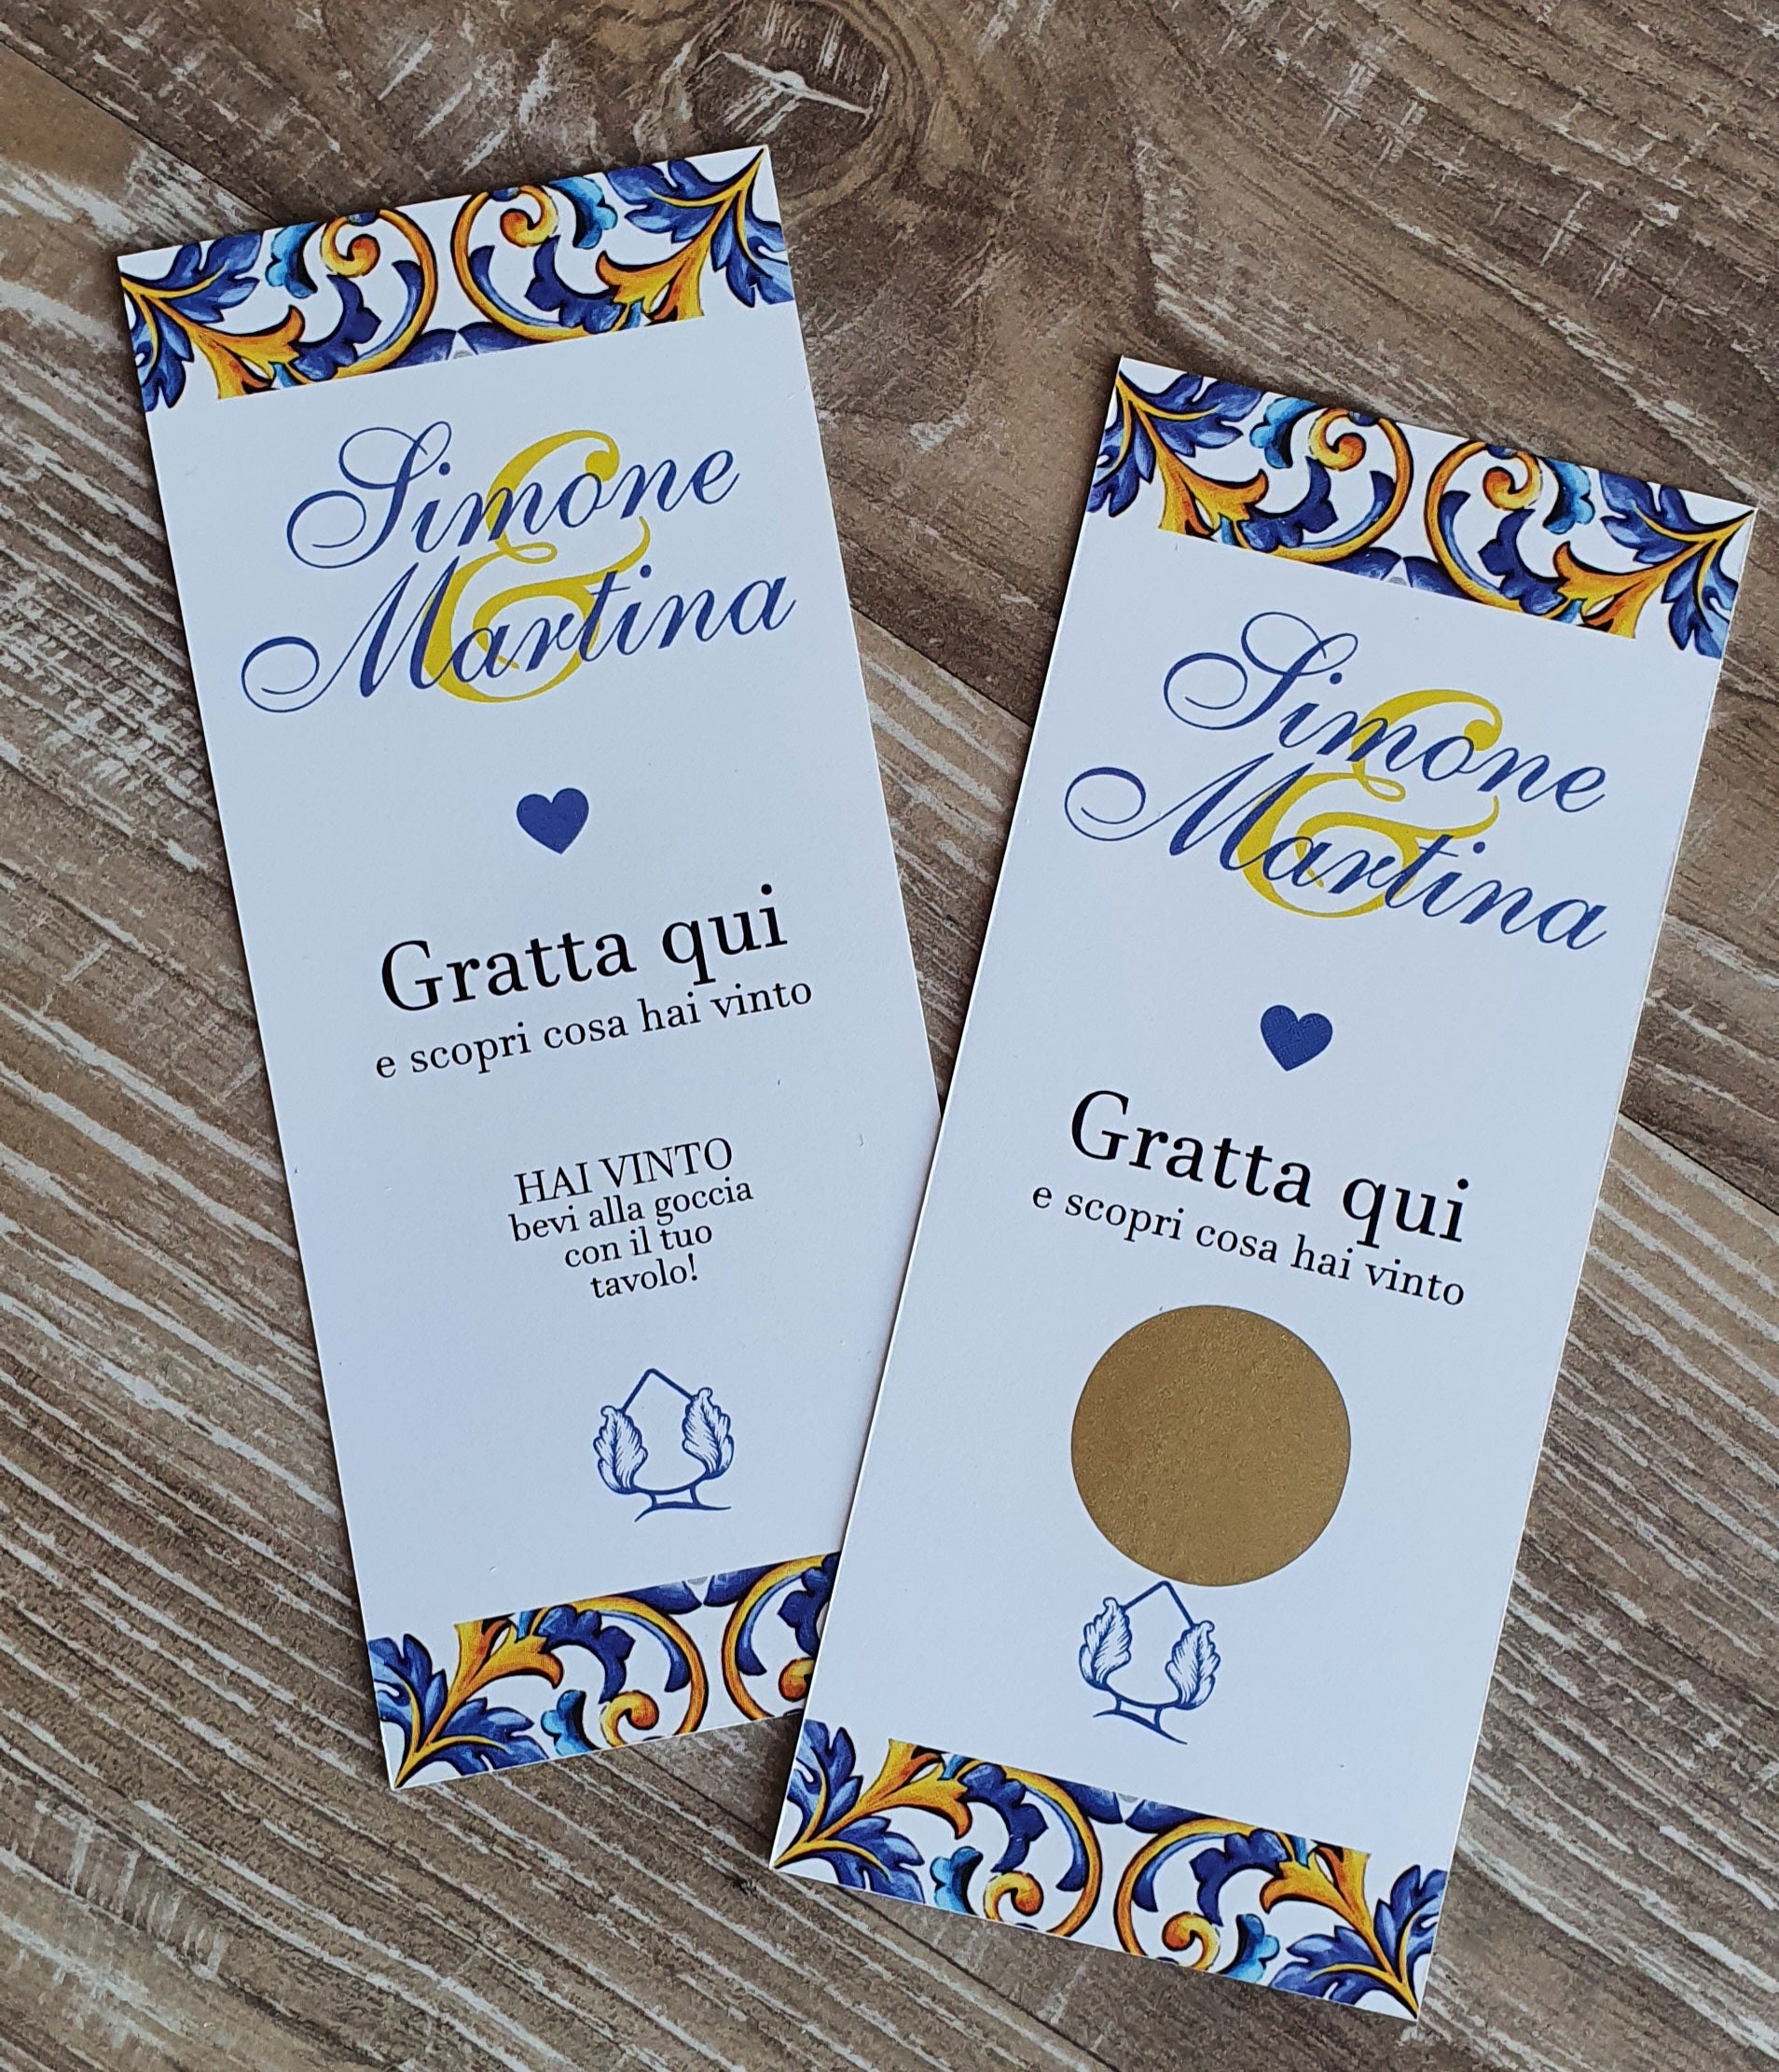 Simone
&
Martina
Gratta qui
e scopri cosa hai vinto
HAI VINTO
bevi alla goccia
con il tuo
tavolo!
Simone
&
Martina
Gratta qui
e scopri cosa hai vinto